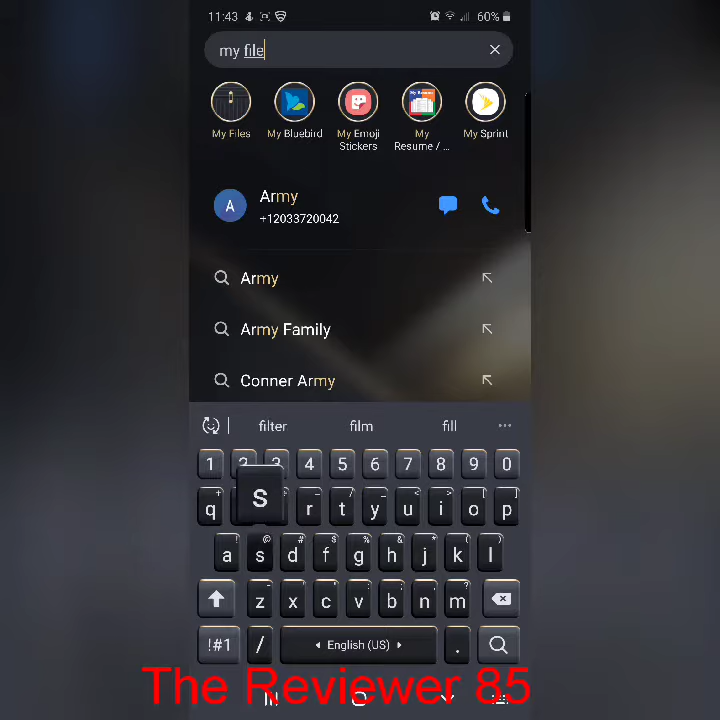 11:43 60%
my file
My Files My Bluebird My Emoji Stickers My Resume / ... My Sprint
Army
+12033720042
Army
Army Family
Conner Army
filter film fill ...
1 2 3 4 5 6 7 8 9 0
q s r t y u i o p
a s d f g h j k l
z x c v b n m
!#1 / English (US) .
The Reviewer 85